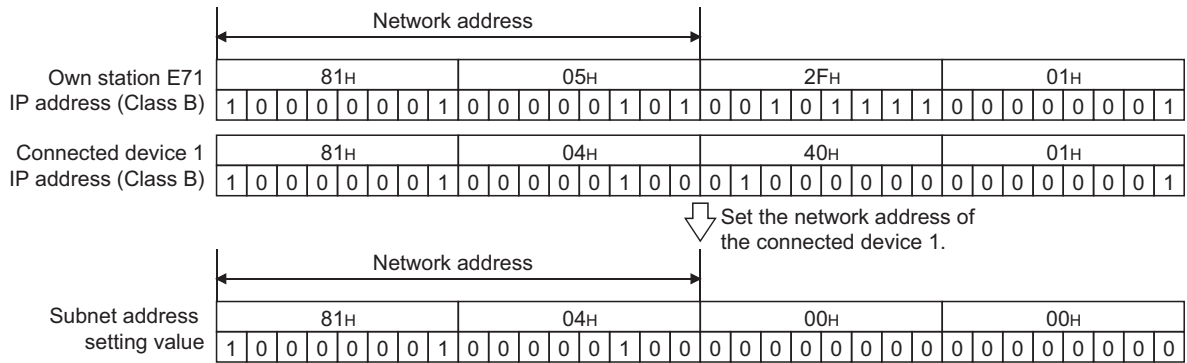 Network address
Own station E71
IP address (Class B)
81H 05H 2FH 01H
1 0 0 0 0 0 0 1 0 0 0 0 0 1 0 1 0 0 1 0 1 1 1 1 0 0 0 0 0 0 0 1
Connected device 1
IP address (Class B)
81H 04H 40H 01H
1 0 0 0 0 0 0 1 0 0 0 0 0 1 0 0 0 1 0 0 0 0 0 0 0 0 0 0 0 0 0 1
Set the network address of
the connected device 1.
Network address
Subnet address
setting value
81H 04H 00H 00H
1 0 0 0 0 0 0 1 0 0 0 0 0 1 0 0 0 0 0 0 0 0 0 0 0 0 0 0 0 0 0 0